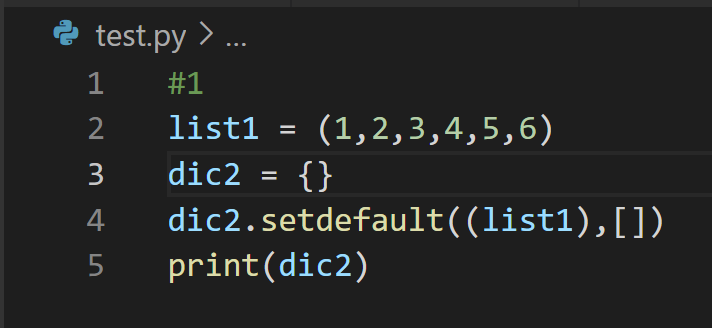 test.py > ...
1 #1
2 list1 = (1,2,3,4,5,6)
3 dic2 = {}
4 dic2.setdefault((list1),[])
5 print(dic2)